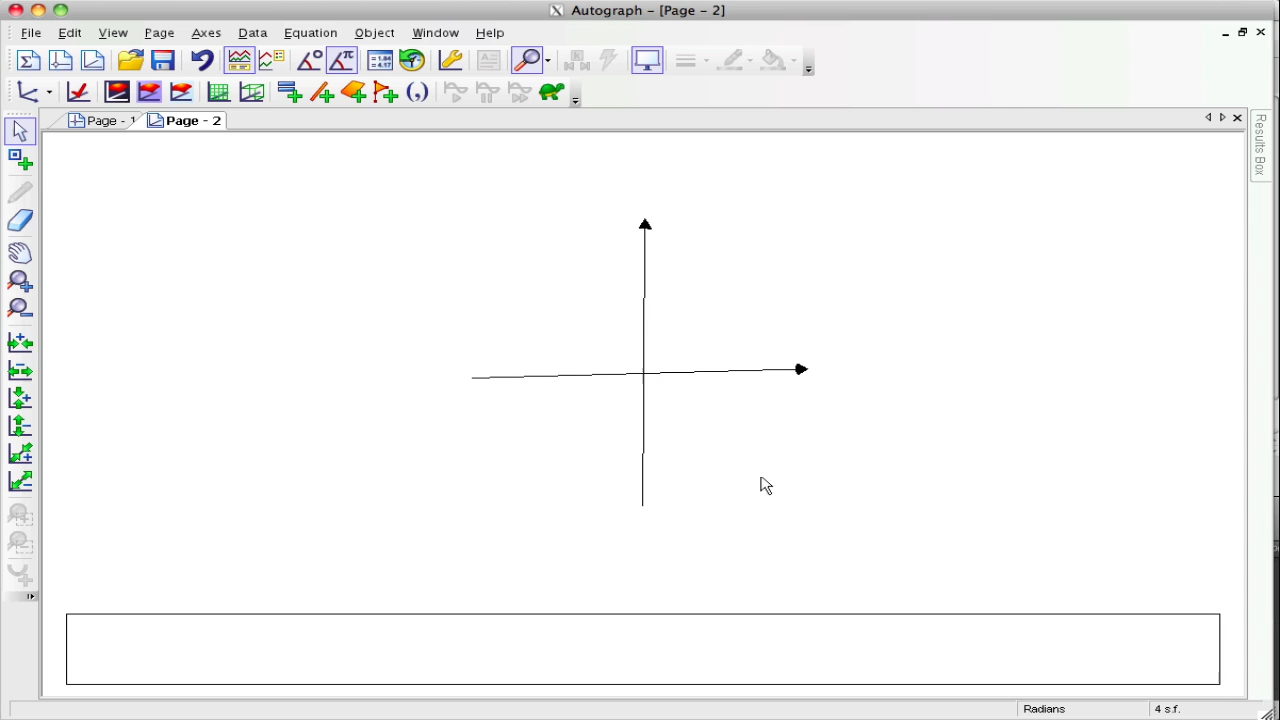 Autograph - [Page - 2]
File Edit View Page Axes Data Equation Object Window Help
Page - 1 Page - 2
Results Box
Radians 4 s.f.